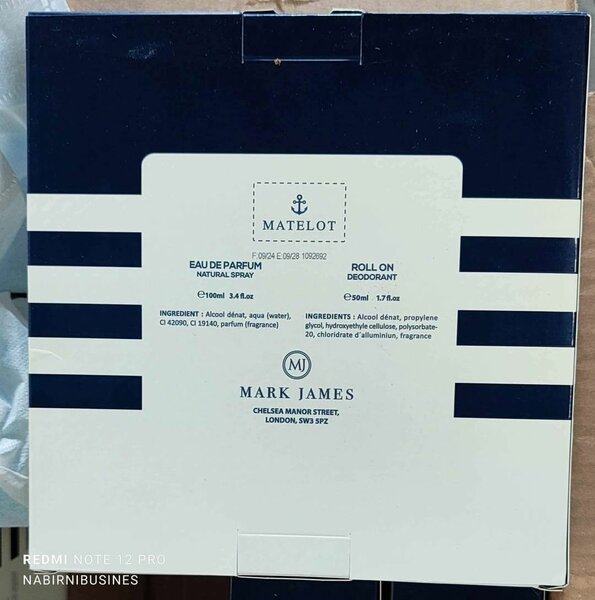 MATELOT
F:09/24 E:09/28 1092692
EAU DE PARFUM
NATURAL SPRAY
℮100ml 3.4 fl.oz
INGREDIENT : Alcool dénat, aqua (water),
CI 42090, CI 19140, parfum (fragrance)
ROLL ON
DEODORANT
℮50ml 1.7 fl.oz
INGREDIENTS : Alcool dénat, propylene
glycol, hydroxyethyle cellulose, polysorbate-
20, chloridrate d'alluminiun, fragrance
MJ
MARK JAMES
CHELSEA MANOR STREET,
LONDON, SW3 5PZ
REDMI NOTE 12 PRO
NABIRNIBUSINES